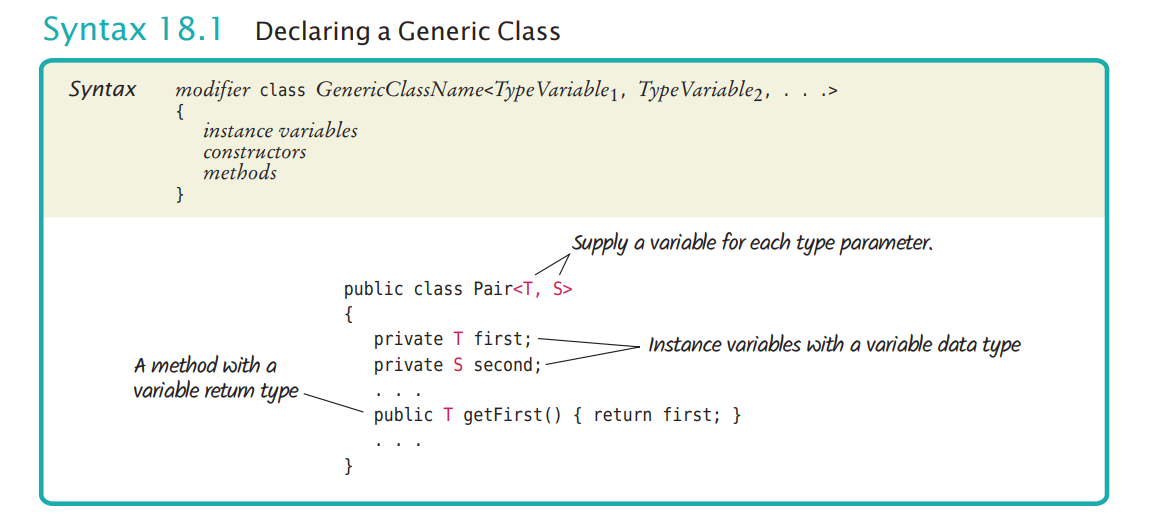 Syntax 18.1 Declaring a Generic Class
Syntax modifier class GenericClassName<TypeVariable1, TypeVariable2, . . .>
{
instance variables
constructors
methods
}
Supply a variable for each type parameter.
public class Pair<T, S>
{
private T first;
private S second;
Instance variables with a variable data type
A method with a
variable return type
. . .
public T getFirst() { return first; }
. . .
}